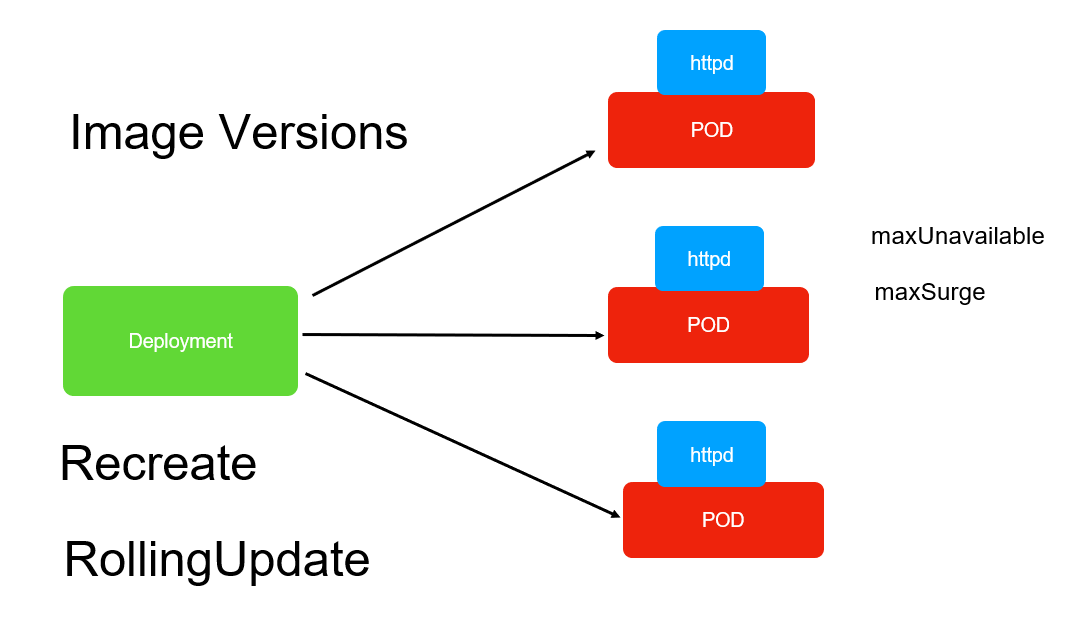 httpd
POD
Image Versions
httpd
POD
maxUnavailable
maxSurge
Deployment
httpd
POD
Recreate
RollingUpdate